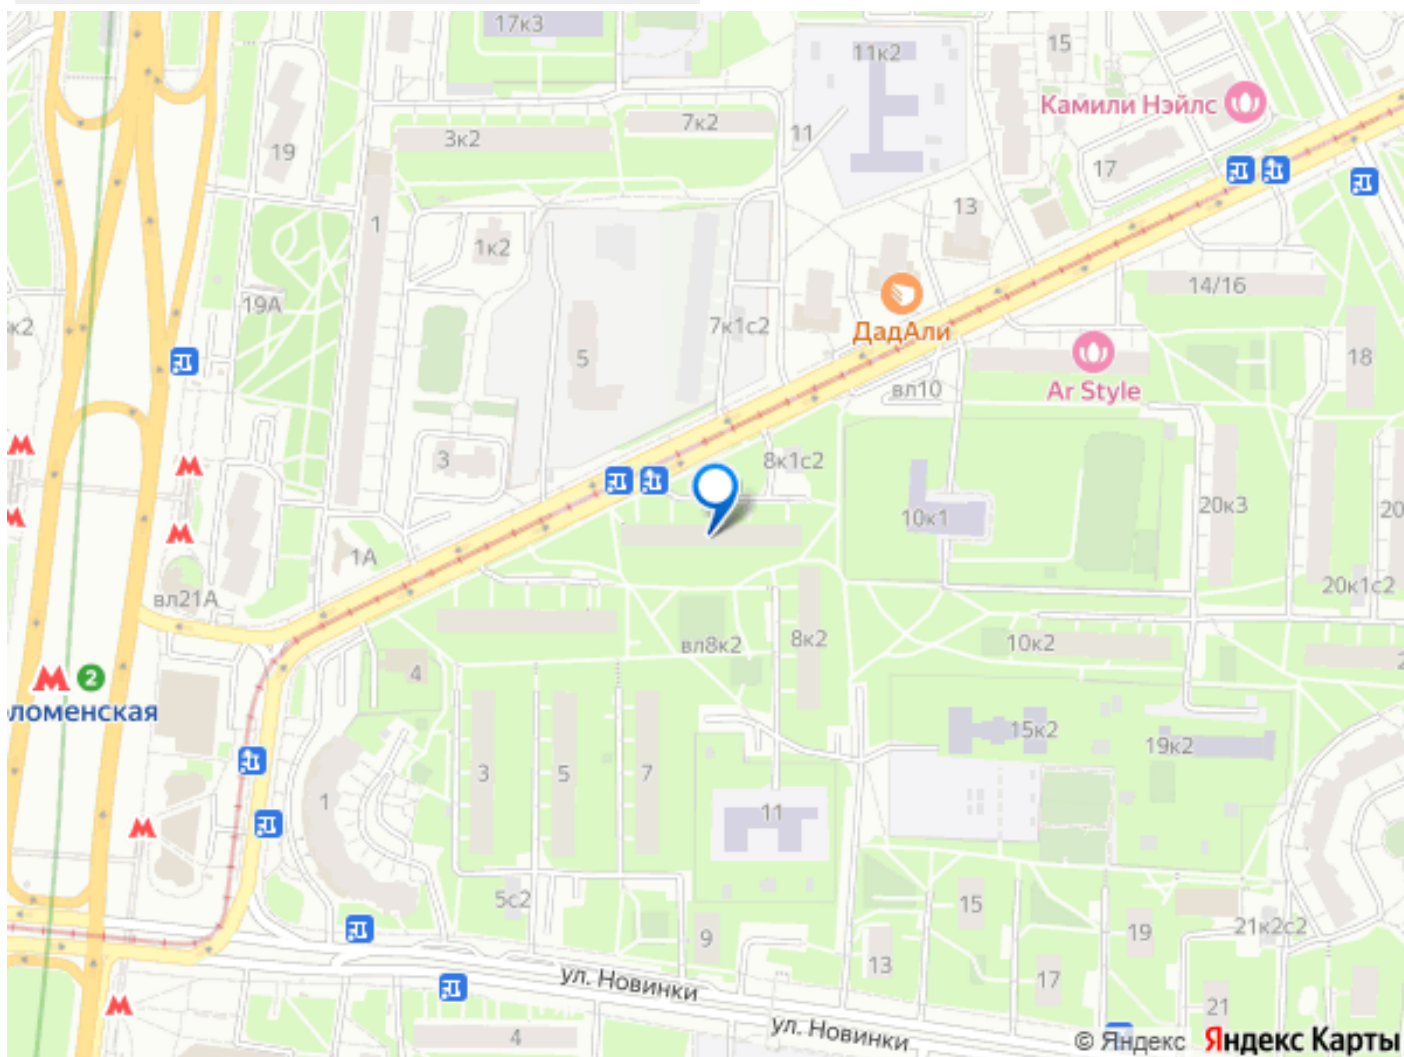 17к3
15
11к2
Камили Нэйлс
7к2
11
3к2
19
17
13
1
1к2
14/16
19А
7к1с2
ДадАли
5
18
вл10
Ar Style
3
8к1с2
20к3
10к1
1А
20к1с2
вл21А
8к2
вл8к2
10к2
4
2
ломенская
15к2
19к2
3
5
7
1
11
5с2
15
9
19
21к2с2
13
17
ул. Новинки
21
4
ул. Новинки
© Яндекс Яндекс Карты